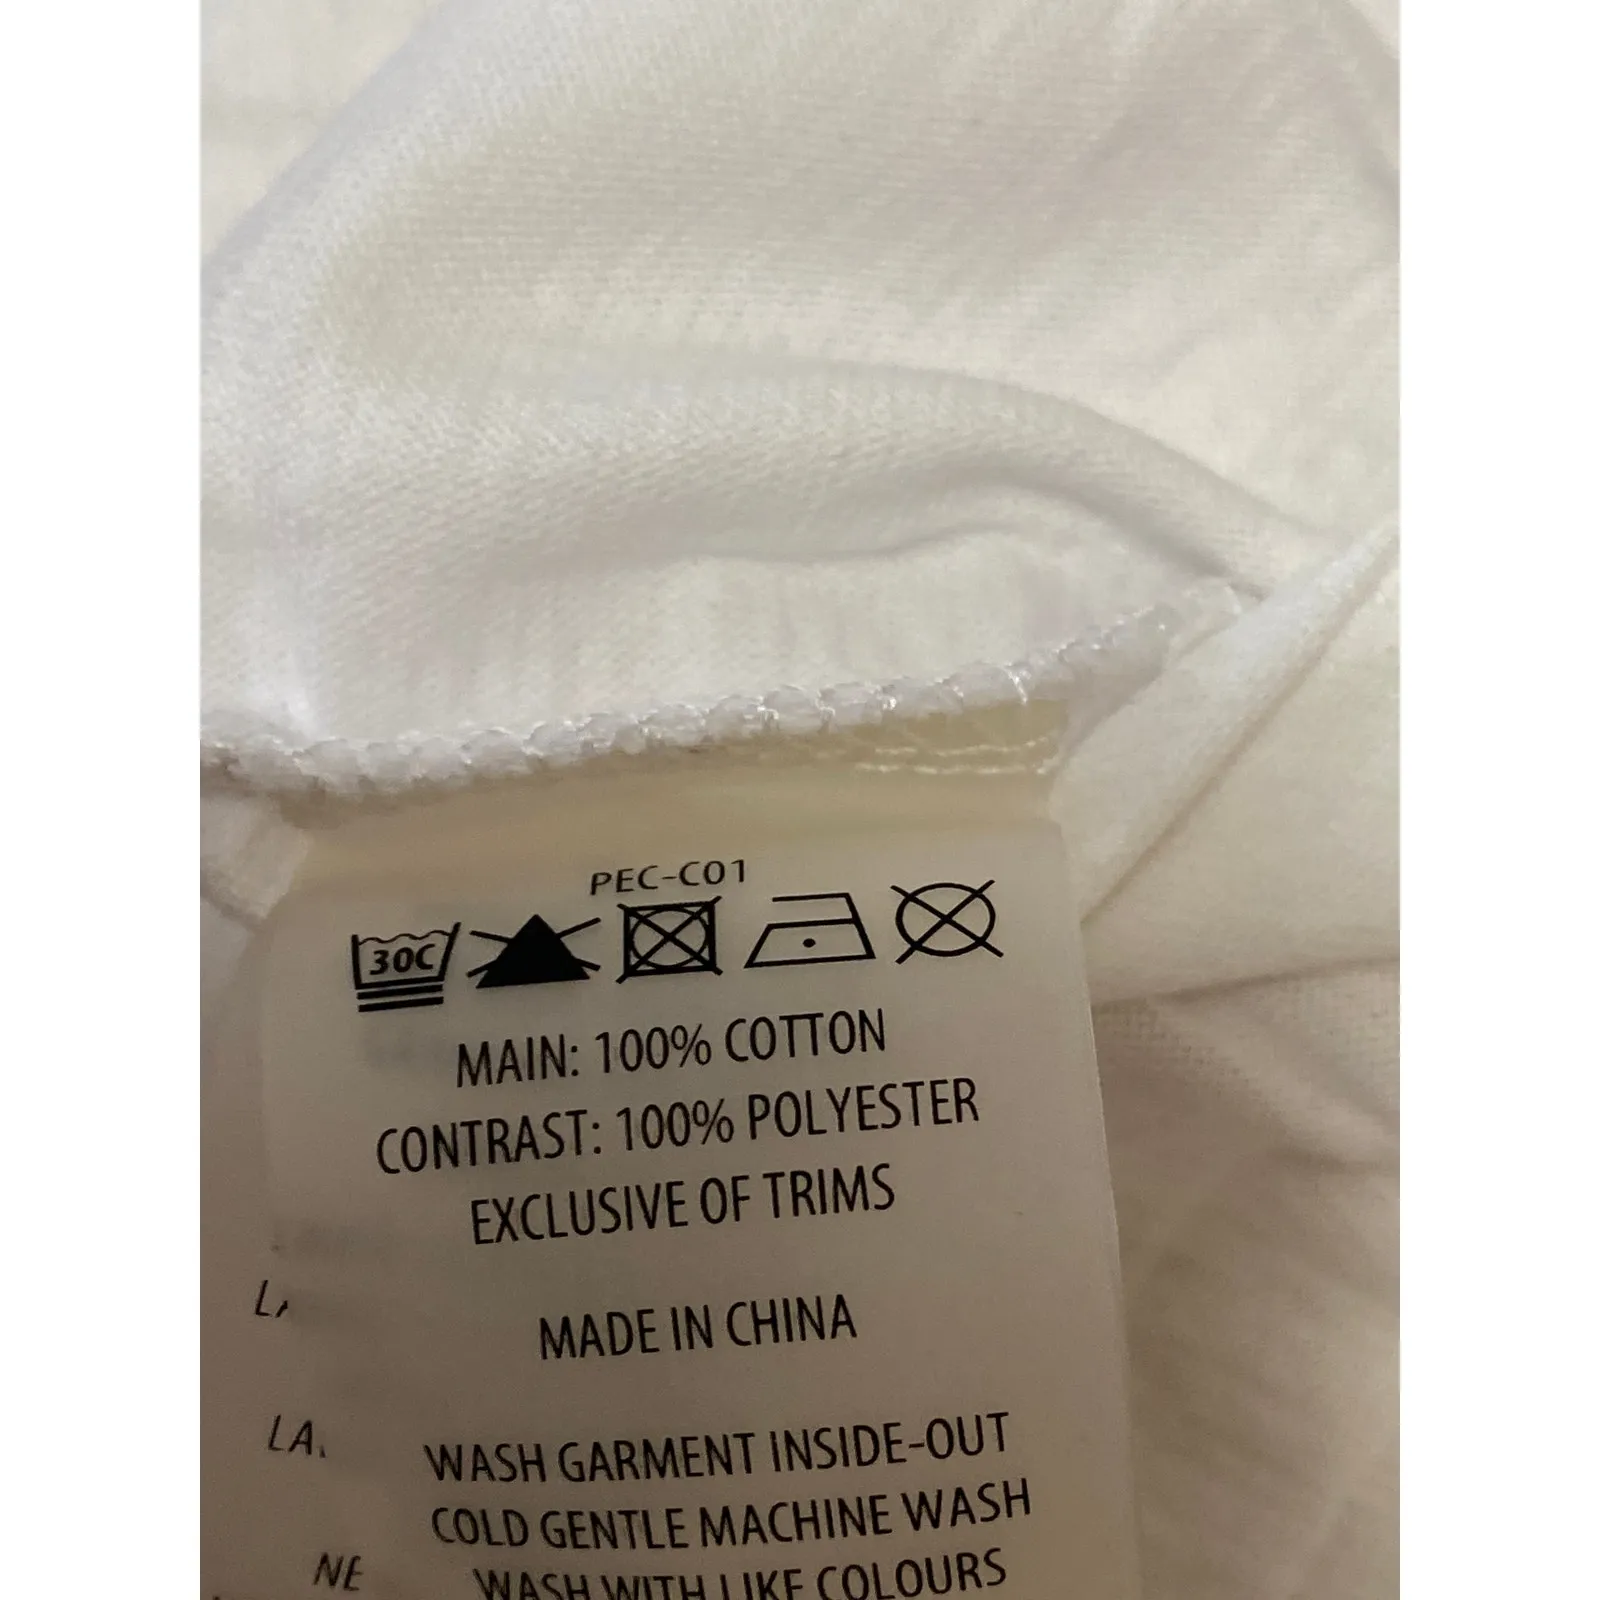 PEC-C01
30C
MAIN: 100% COTTON
CONTRAST: 100% POLYESTER
EXCLUSIVE OF TRIMS
MADE IN CHINA
WASH GARMENT INSIDE-OUT
COLD GENTLE MACHINE WASH
WASH WITH LIKE COLOURS